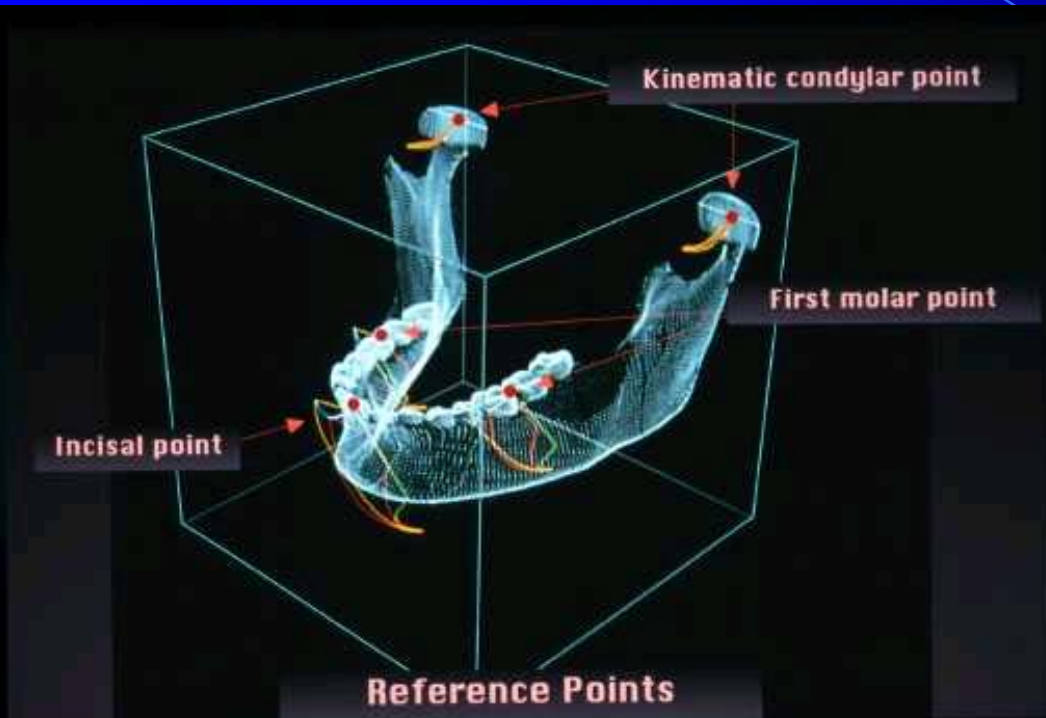 Kinematic condylar point
First molar point
Incisal point
Reference Points